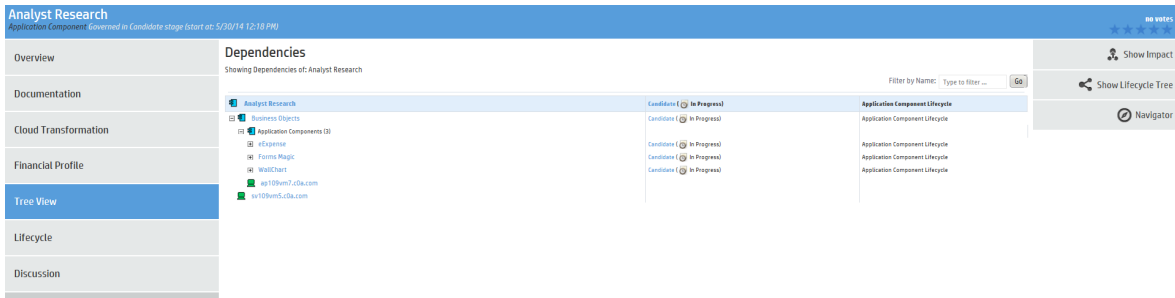 Analyst Research
Application Component Governed in Candidate stage (start at: 5/30/14 12:18 PM)
no votes
Overview
Documentation
Cloud Transformation
Financial Profile
Tree View
Lifecycle
Discussion
Dependencies
Showing Dependencies of: Analyst Research
Filter by Name: Type to filter ... Go
Analyst Research Candidate ( In Progress) Application Component Lifecycle
Business Objects Candidate ( In Progress) Application Component Lifecycle
Application Components (3)
eExpense Candidate ( In Progress) Application Component Lifecycle
Forms Magic Candidate ( In Progress) Application Component Lifecycle
WallChart Candidate ( In Progress) Application Component Lifecycle
ap109vm7.c0a.com
sv109vm5.c0a.com
Show Impact
Show Lifecycle Tree
Navigator